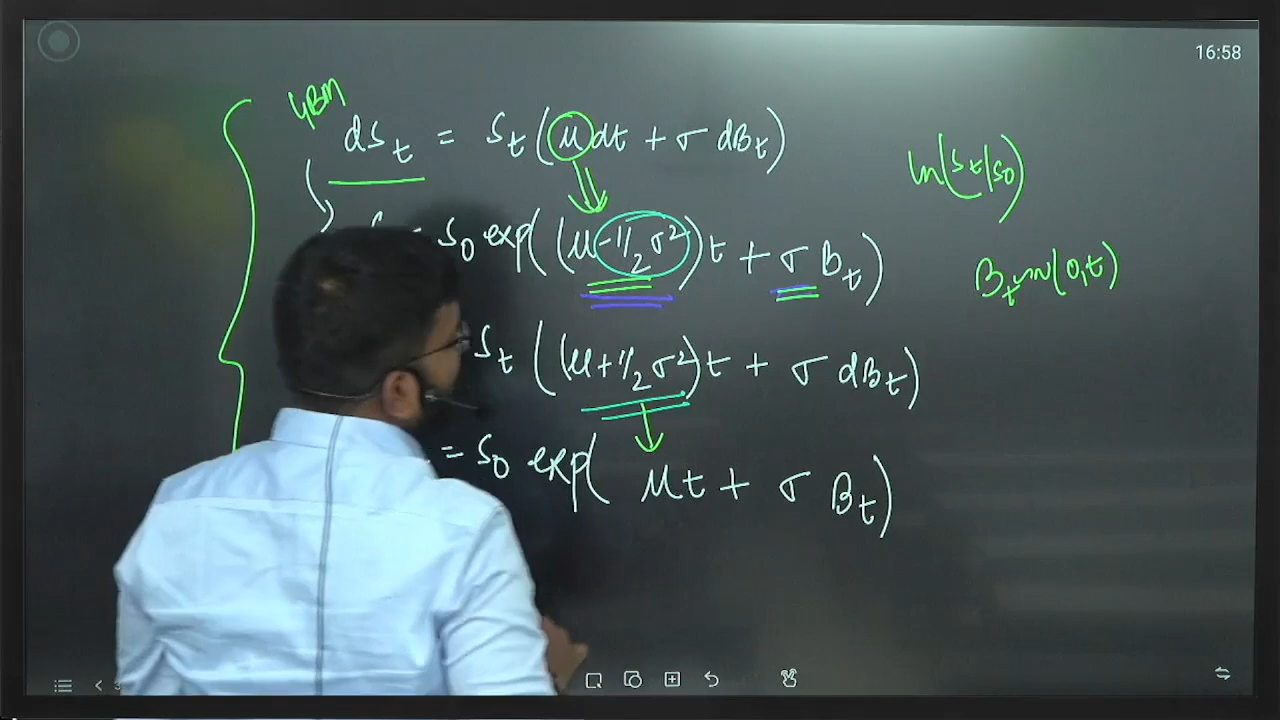 16:58
GBM
dS_t = S_t (μdt + σ dB_t)
ln(S_t/S_0)
= S_0 exp((μ-1/2 σ²)t + σ B_t)
B_t ~ N(0,t)
S_t ((μ+1/2 σ²)t + σ dB_t)
= S_0 exp( μt + σ B_t)